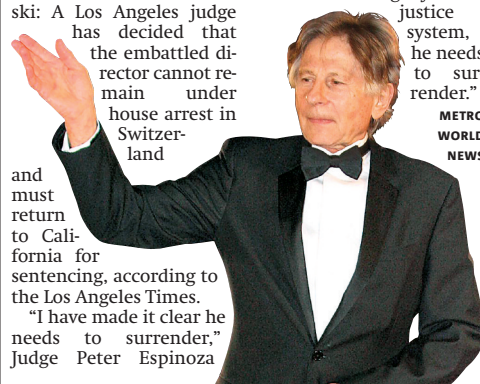 ski: A Los Angeles judge
has decided that
the embattled di-
rector cannot re-
main under
house arrest in
Switzer-
land
and
must
return
to Cali-
fornia for
sentencing, according to
the Los Angeles Times.
“I have made it clear he
needs to surrender,”
Judge Peter Espinoza
justice
system,
he needs
to sur
render.”
METRO
WORLD
NEWS